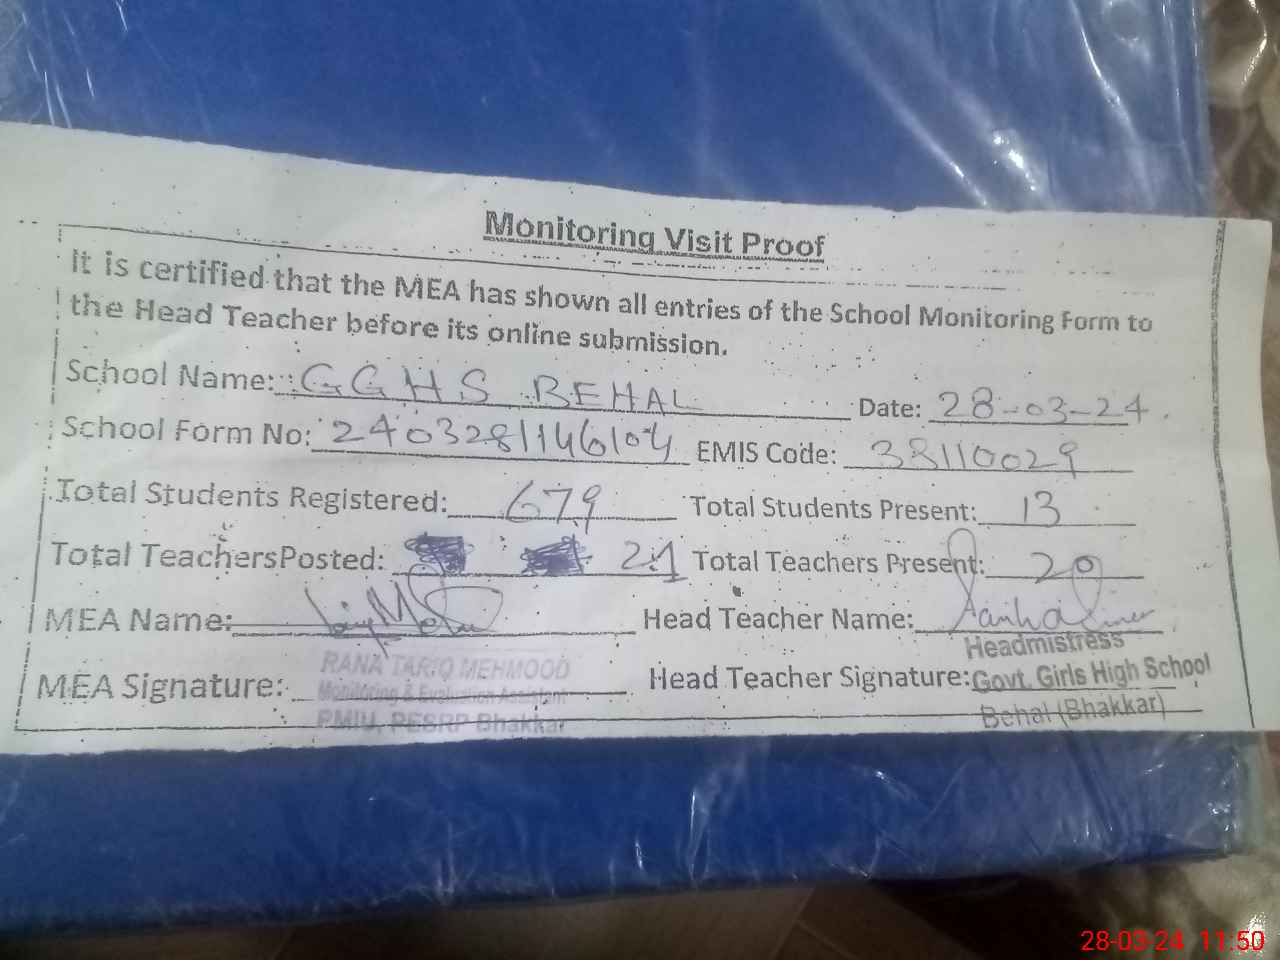 Monitoring Visit Proof
It is certified that the MEA has shown all entries of the School Monitoring Form to
the Head Teacher before its online submission.
School Name: GGHS BEHAL Date: 28-03-24.
School Form No: 2403281146104 EMIS Code: 38110029
Total Students Registered: 679 Total Students Present: 13
Total TeachersPosted: 21 Total Teachers Present: 20
MEA Name: Head Teacher Name:
Headmistress
RANA TARIQ MEHMOOD
MEA Signature: Monitoring & Evaluation Assistant Head Teacher Signature: Govt. Girls High School
PMIU, PESRP Bhakkar Behal (Bhakkar)
28-03-24 11:50